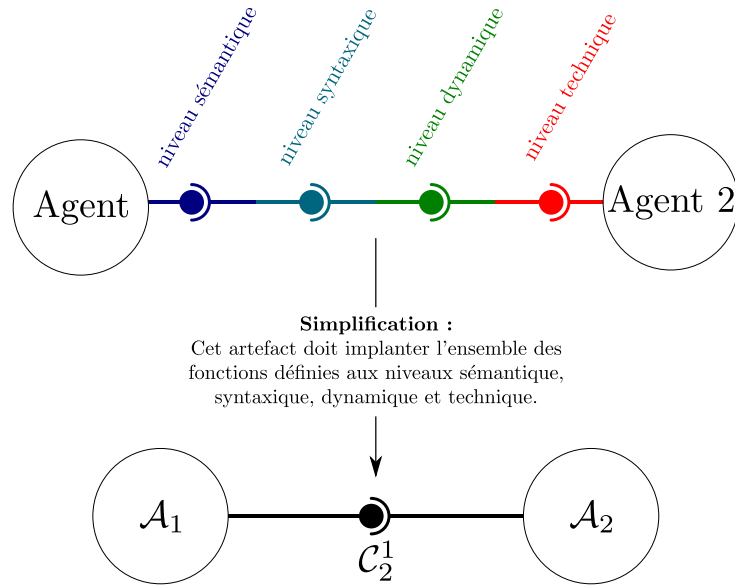 niveau sémantique
niveau syntaxique
niveau dynamique
niveau technique
Agent
Agent 2
Simplification :
Cet artefact doit implanter l'ensemble des
fonctions définies aux niveaux sémantique,
syntaxique, dynamique et technique.
𝒜₁
𝒜₂
𝒞₂¹